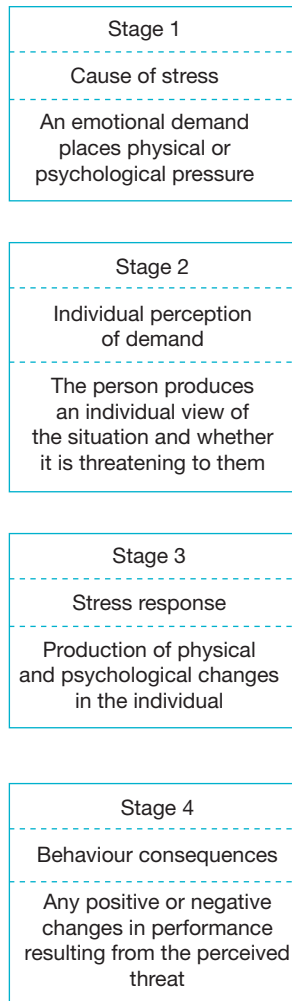 Stage 1
Cause of stress
An emotional demand
places physical or
psychological pressure
Stage 2
Individual perception
of demand
The person produces
an individual view of
the situation and whether
it is threatening to them
Stage 3
Stress response
Production of physical
and psychological changes
in the individual
Stage 4
Behaviour consequences
Any positive or negative
changes in performance
resulting from the perceived
threat